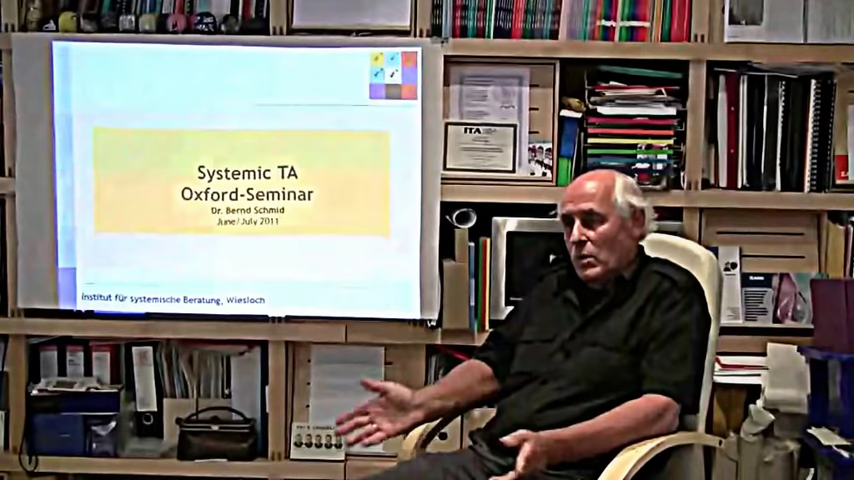 Systemic TA
Oxford-Seminar
Dr. Bernd Schmid
June/July 2011
Institut für systemische Beratung, Wiesloch
ITA